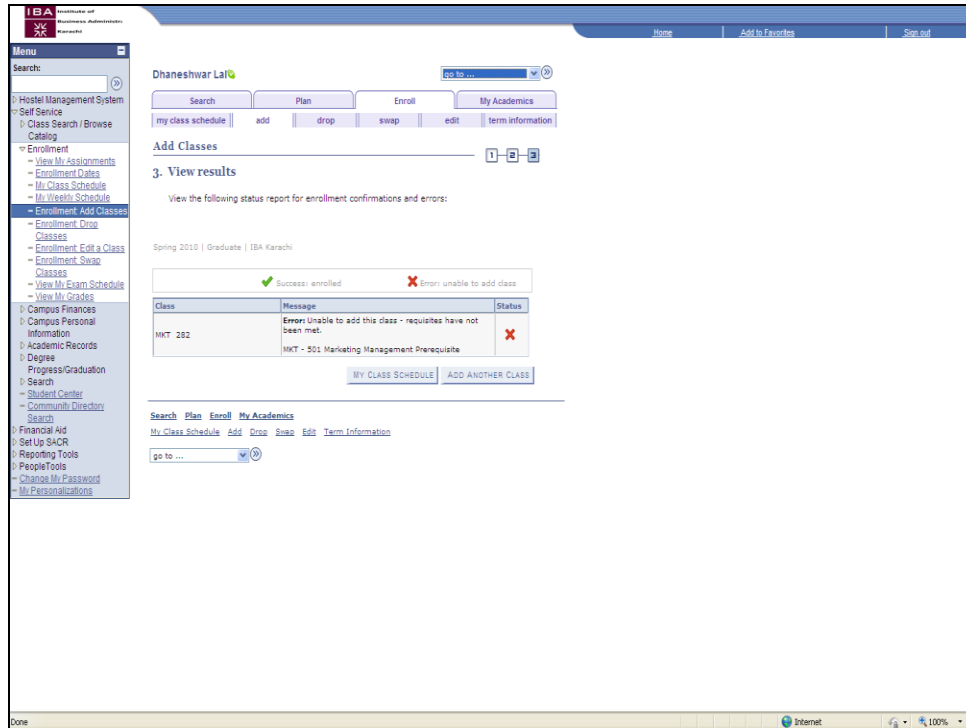 IBA Institute of
Business Administration
Karachi
Home Add to Favorites Sign out
Menu
Search:
Hostel Management System
Self Service
Class Search / Browse
Catalog
Enrollment
View My Assignments
Enrollment Dates
My Class Schedule
My Weekly Schedule
Enrollment: Add Classes
Enrollment: Drop
Classes
Enrollment: Edit a Class
Enrollment: Swap
Classes
View My Exam Schedule
View My Grades
Campus Finances
Campus Personal
Information
Academic Records
Degree
Progress/Graduation
Search
Student Center
Community Directory
Search
Financial Aid
Set Up SACR
Reporting Tools
PeopleTools
Change My Password
My Personalizations
Dhaneshwar Lal
go to ...
Search Plan Enroll My Academics
my class schedule add drop swap edit term information
Add Classes
1 2 3
3. View results
View the following status report for enrollment confirmations and errors:
Spring 2010 | Graduate | IBA Karachi
Success: enrolled Error: unable to add class
Class Message Status
MKT 282
Error: Unable to add this class - requisites have not
been met.
MKT - 501 Marketing Management Prerequisite
MY CLASS SCHEDULE ADD ANOTHER CLASS
Search Plan Enroll My Academics
My Class Schedule Add Drop Swap Edit Term Information
go to ...
Done Internet 100%